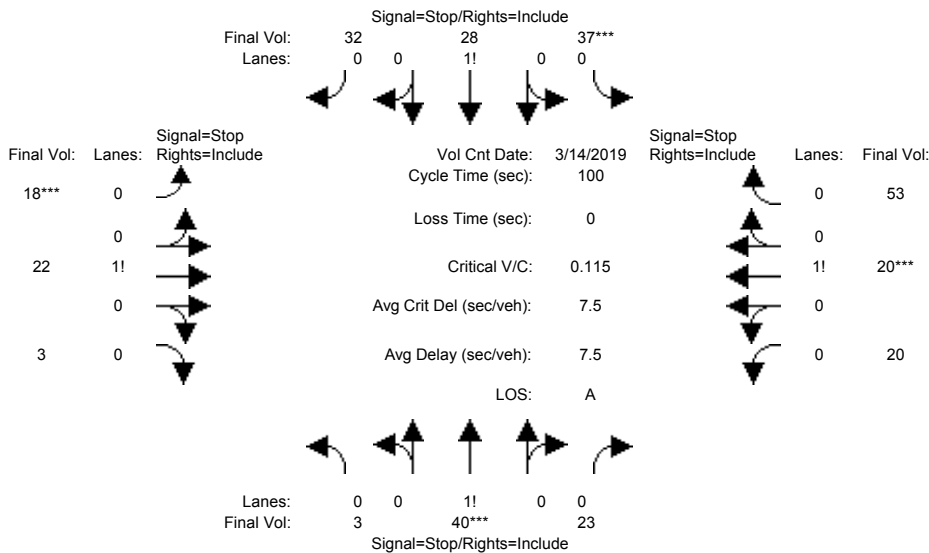 Signal=Stop/Rights=Include
Final Vol: 32 28 37***
Lanes: 0 0 1! 0 0
Signal=Stop Signal=Stop
Final Vol: Lanes: Rights=Include Vol Cnt Date: 3/14/2019 Rights=Include Lanes: Final Vol:
Cycle Time (sec): 100
18*** 0 0 53
Loss Time (sec): 0
0 0
22 1! Critical V/C: 0.115 1! 20***
0 Avg Crit Del (sec/veh): 7.5 0
3 0 Avg Delay (sec/veh): 7.5 0 20
LOS: A
Lanes: 0 0 1! 0 0
Final Vol: 3 40*** 23
Signal=Stop/Rights=Include